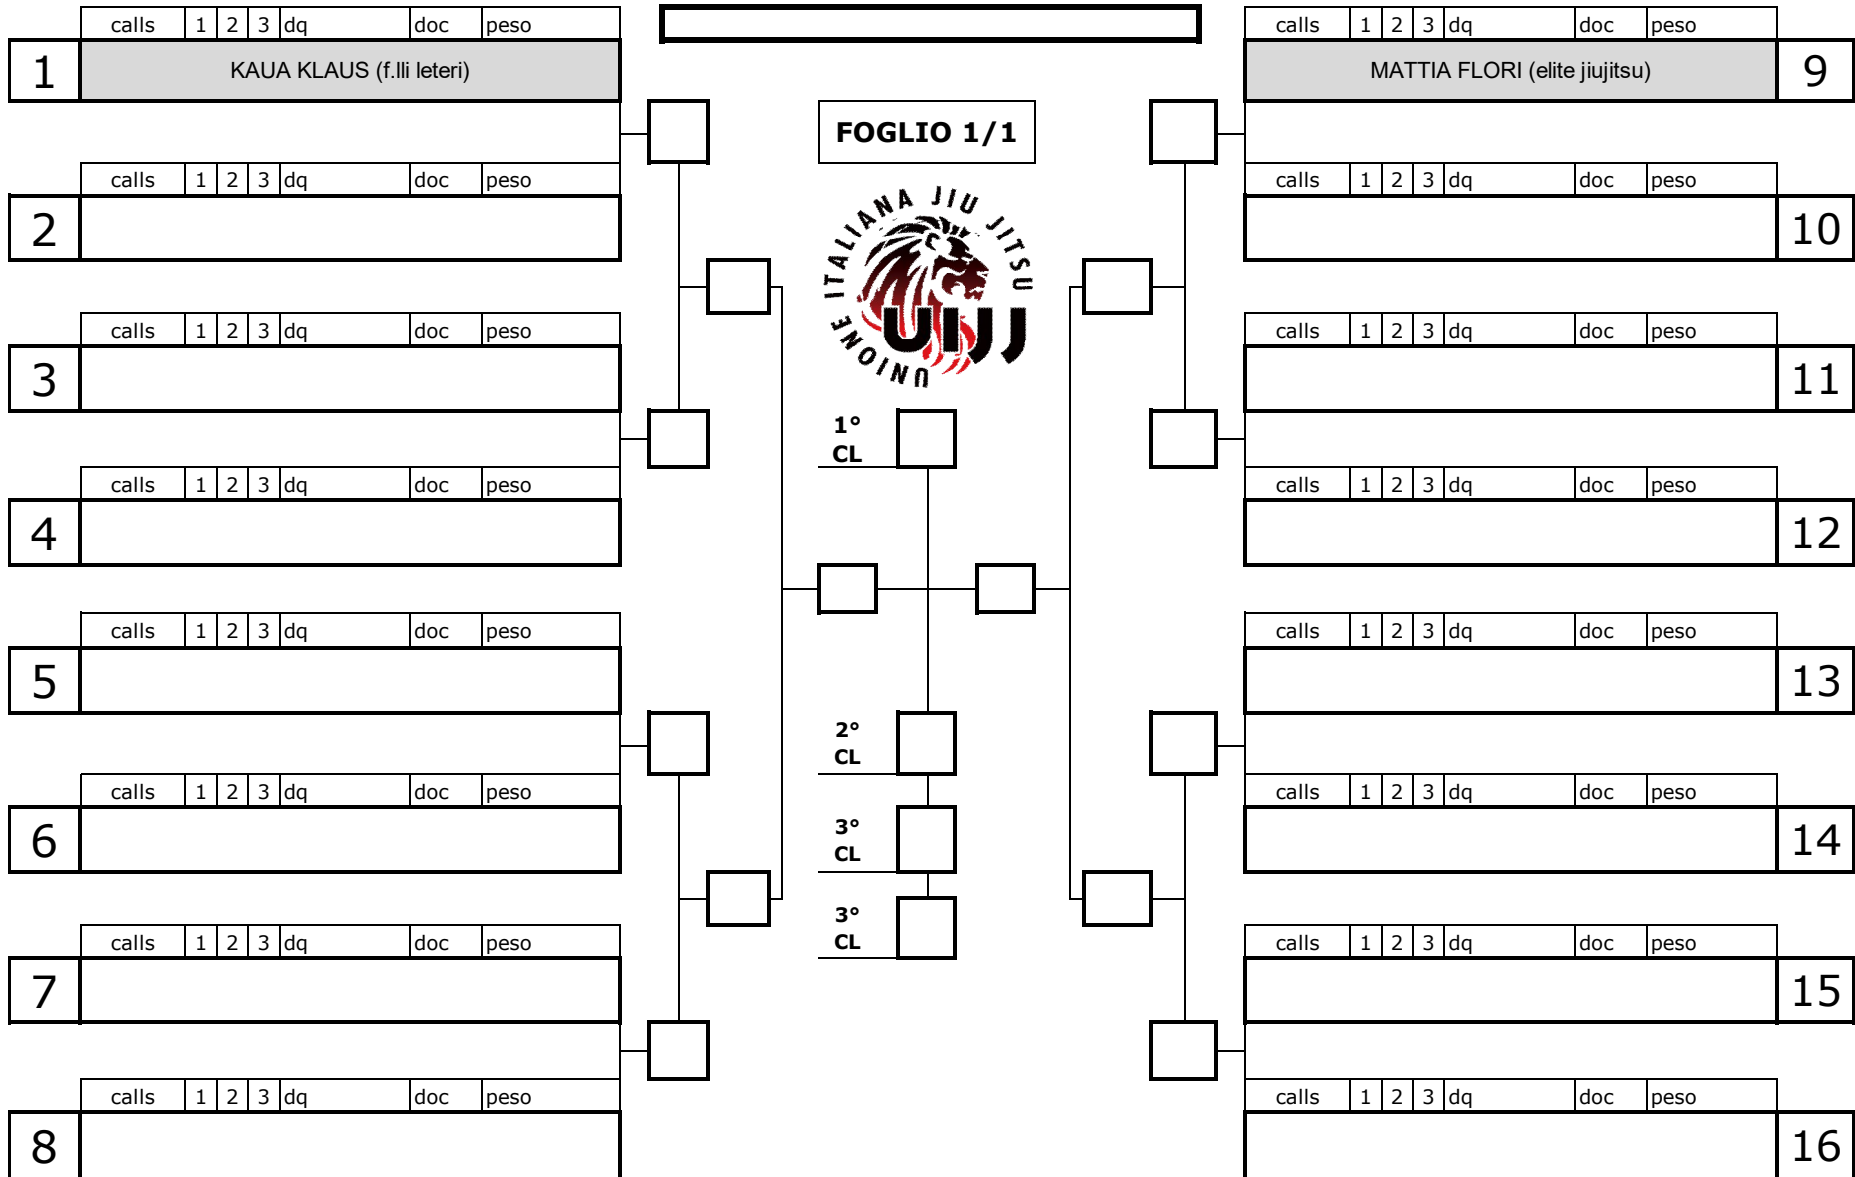 calls 1 2 3 dq doc peso
1 KAUA KLAUS (f.lli leteri)
calls 1 2 3 dq doc peso
2
calls 1 2 3 dq doc peso
3
calls 1 2 3 dq doc peso
4
calls 1 2 3 dq doc peso
5
calls 1 2 3 dq doc peso
6
calls 1 2 3 dq doc peso
7
calls 1 2 3 dq doc peso
8
FOGLIO 1/1
UNIONE ITALIANA JIU JITSU
UIJJ
1°
CL
2°
CL
3°
CL
3°
CL
calls 1 2 3 dq doc peso
MATTIA FLORI (elite jiujitsu) 9
calls 1 2 3 dq doc peso
10
calls 1 2 3 dq doc peso
11
calls 1 2 3 dq doc peso
12
calls 1 2 3 dq doc peso
13
calls 1 2 3 dq doc peso
14
calls 1 2 3 dq doc peso
15
calls 1 2 3 dq doc peso
16